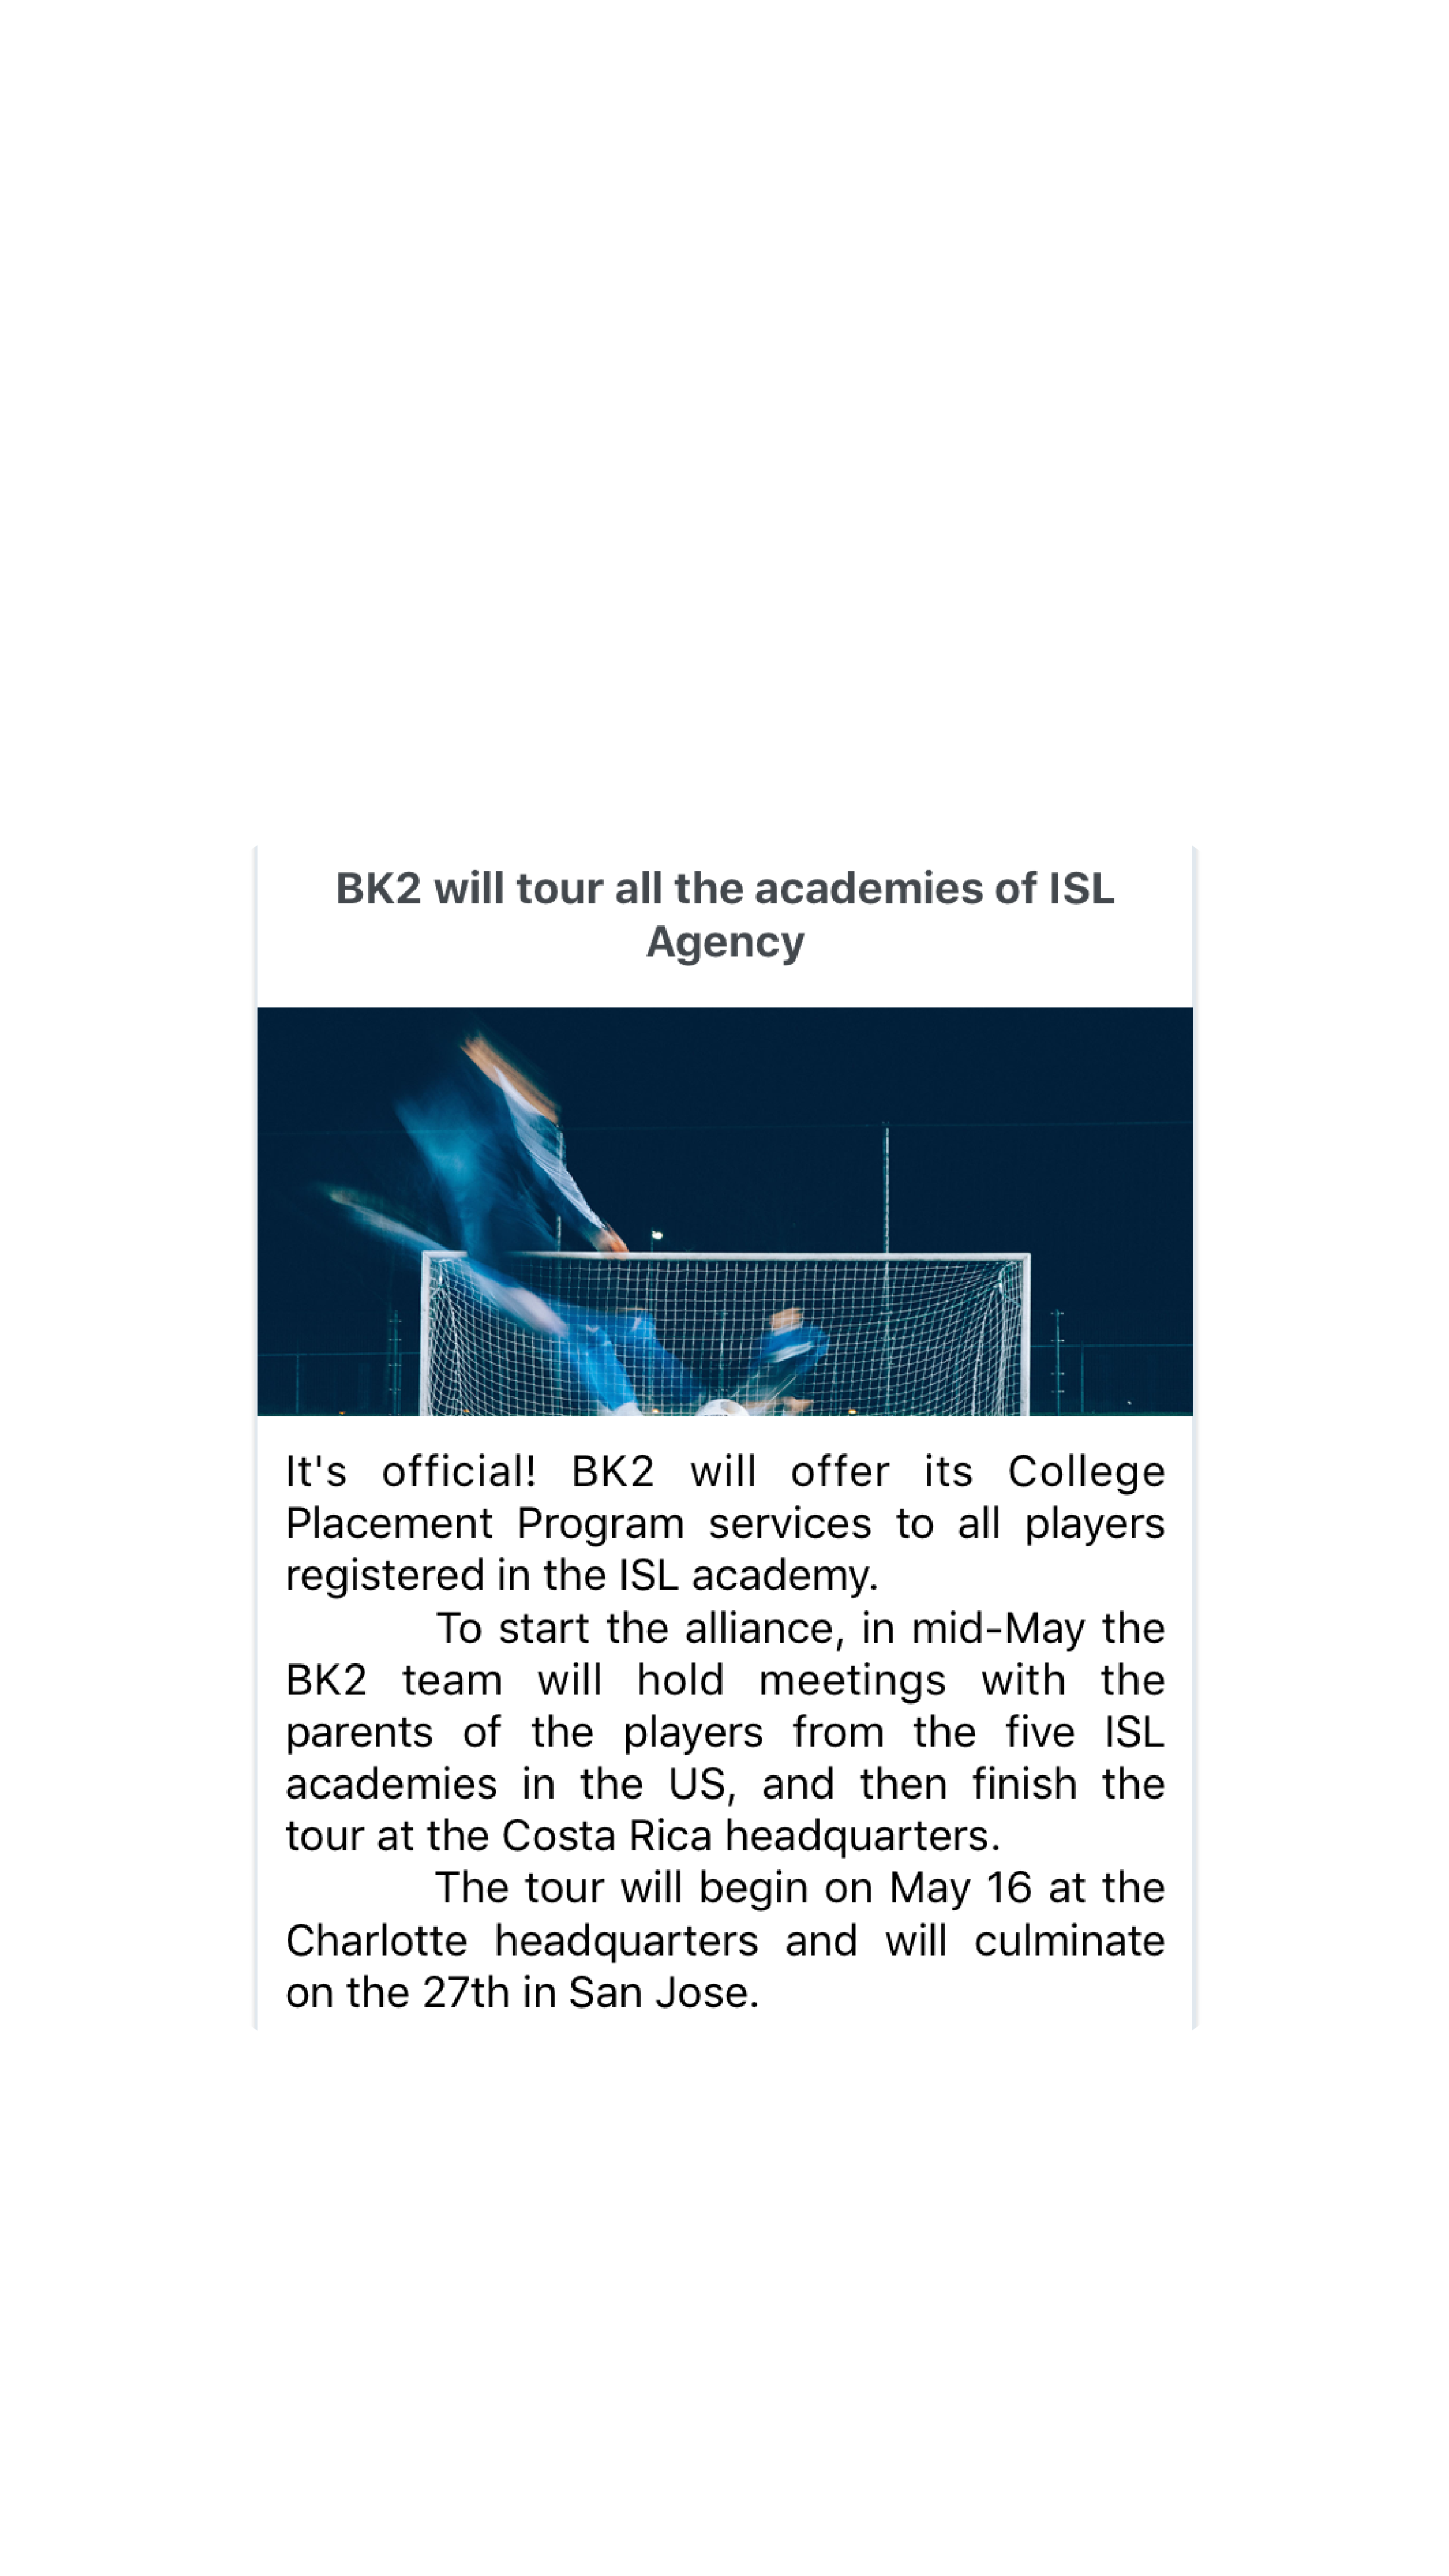 BK2 will tour all the academies of ISL
Agency
It's official! BK2 will offer its College
Placement Program services to all players
registered in the ISL academy.
To start the alliance, in mid-May the
BK2 team will hold meetings with the
parents of the players from the five ISL
academies in the US, and then finish the
tour at the Costa Rica headquarters.
The tour will begin on May 16 at the
Charlotte headquarters and will culminate
on the 27th in San Jose.